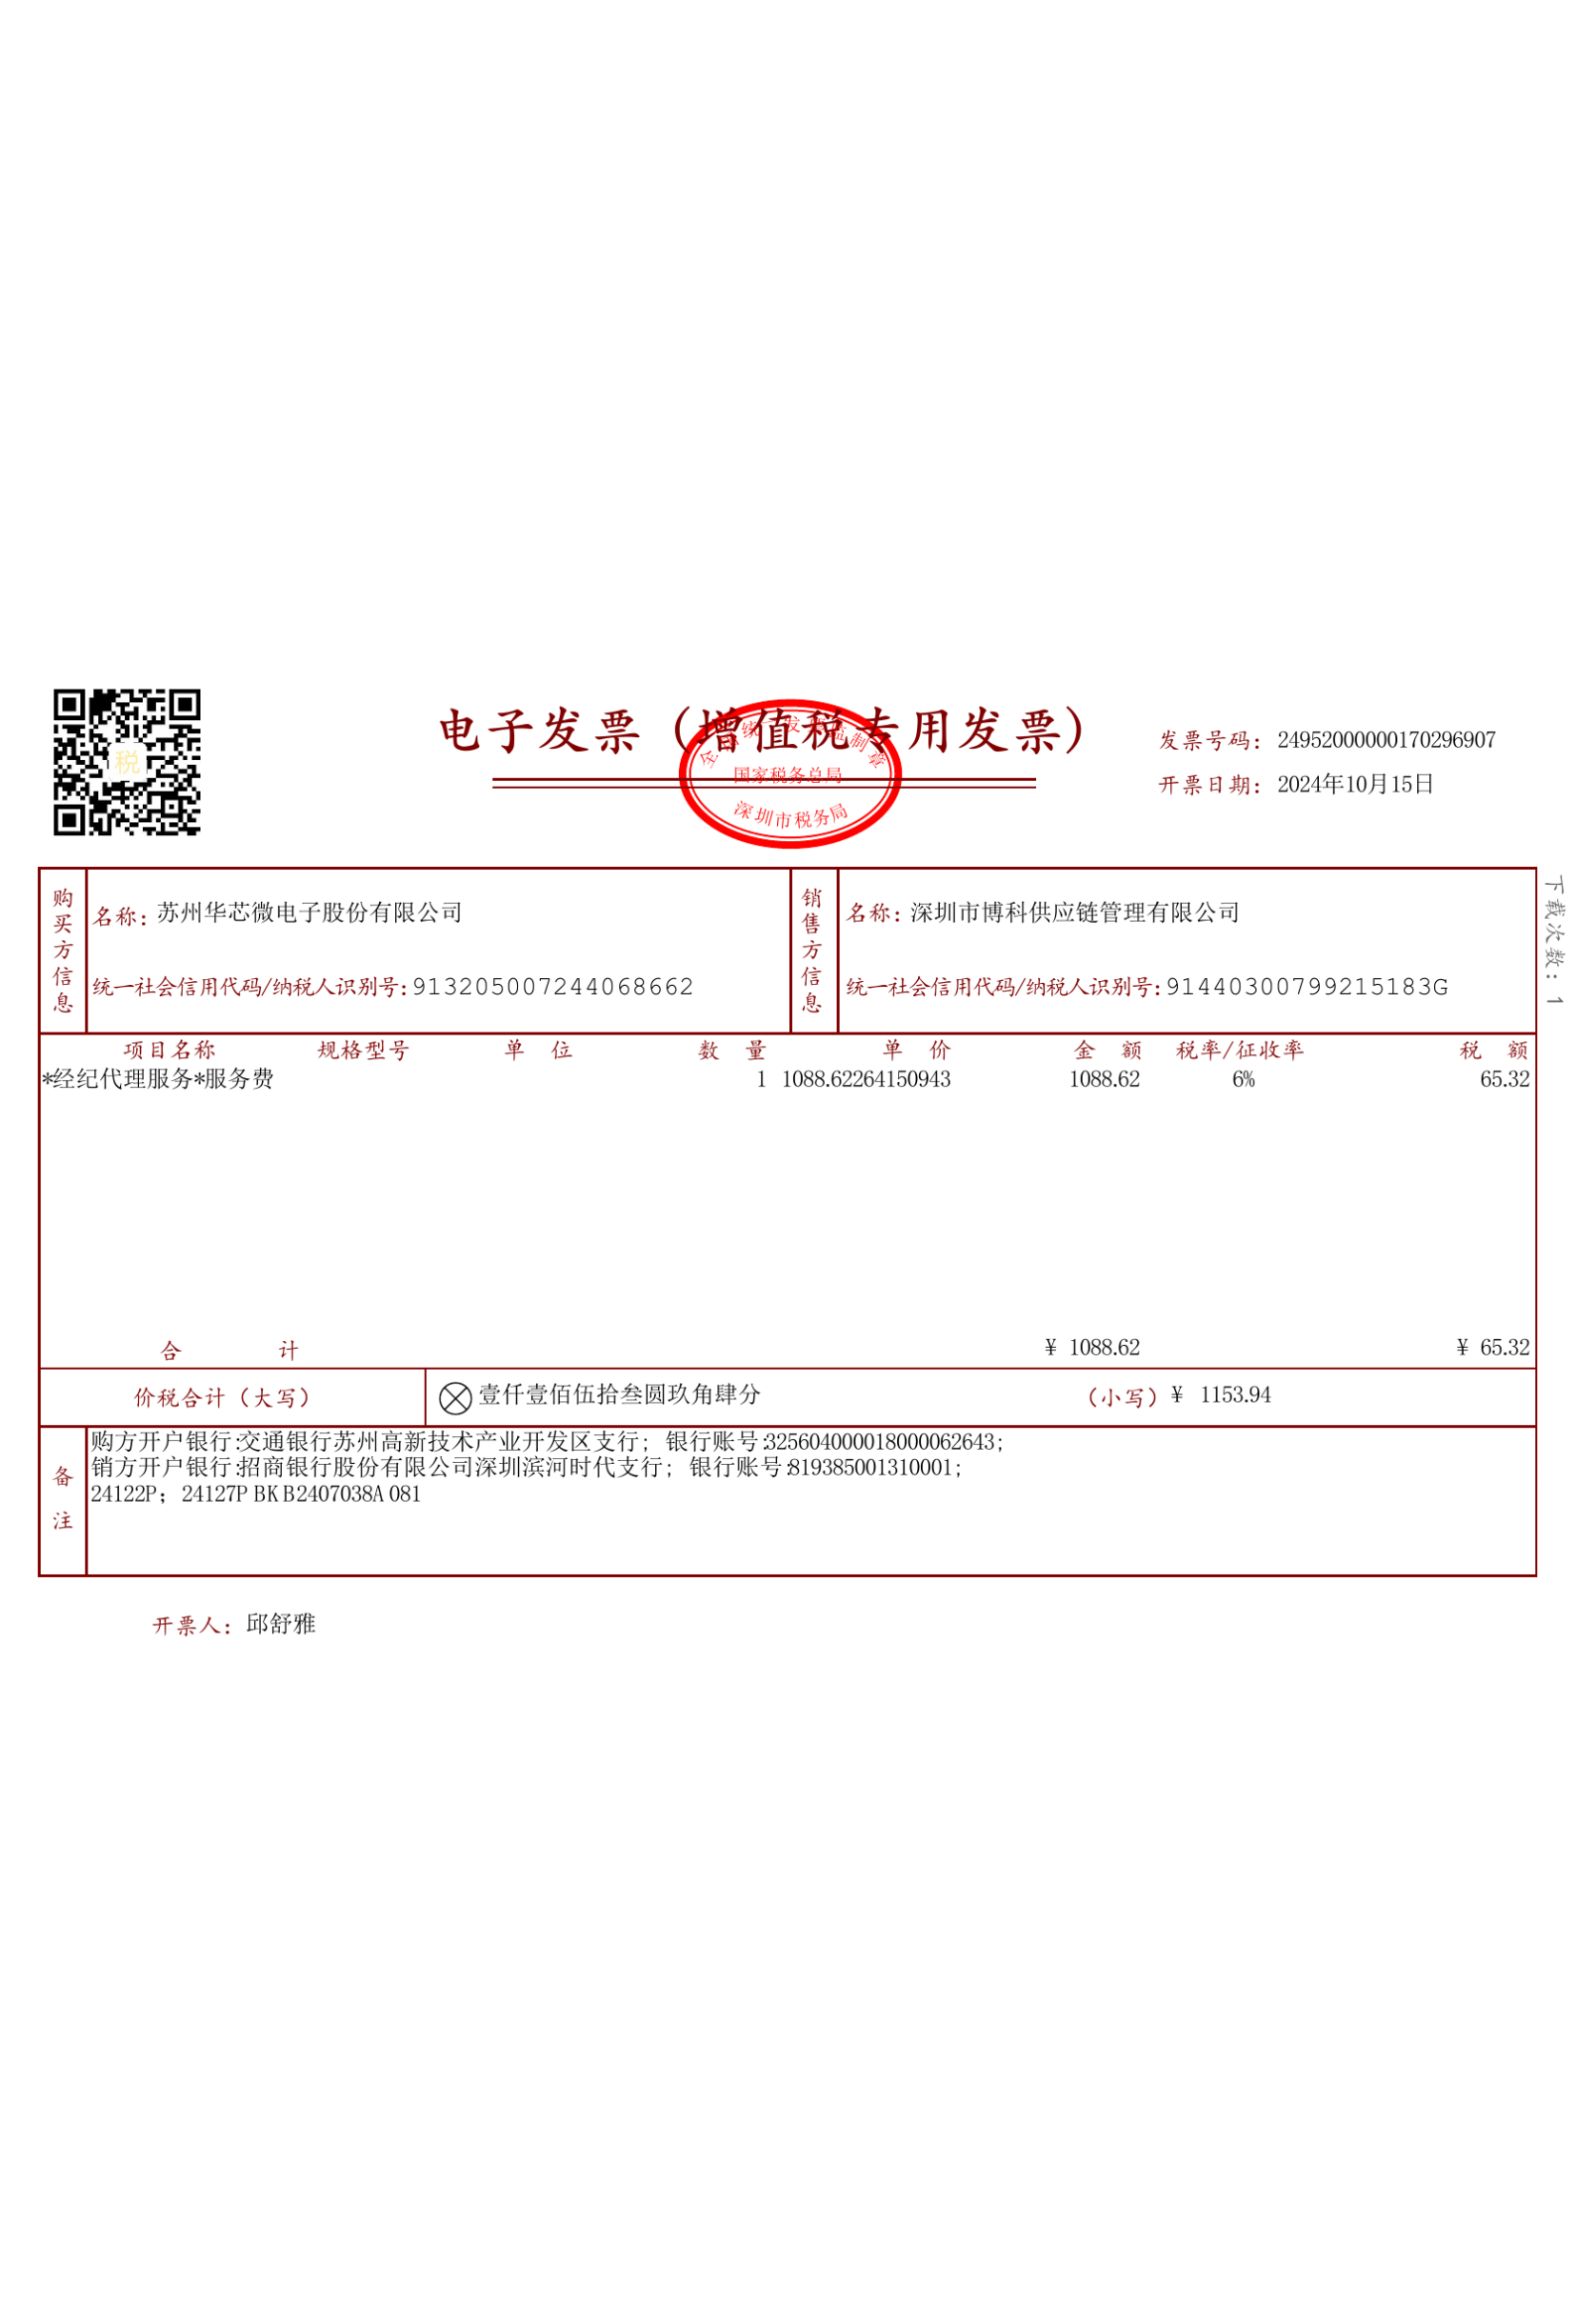 税
电子发票（增值税专用发票）
全国统一发票监制章
国家税务总局
深圳市税务局
发票号码：24952000000170296907
开票日期：2024年10月15日
下载次数：1
购买方信息
名称：苏州华芯微电子股份有限公司
统一社会信用代码/纳税人识别号：913205007244068662
销售方信息
名称：深圳市博科供应链管理有限公司
统一社会信用代码/纳税人识别号：91440300799215183G
项目名称 规格型号 单 位 数 量 单 价 金 额 税率/征收率 税 额
*经纪代理服务*服务费 1 1088.62264150943 1088.62 6% 65.32
合 计 ¥ 1088.62 ¥ 65.32
价税合计（大写） 壹仟壹佰伍拾叁圆玖角肆分 （小写）¥ 1153.94
备注
购方开户银行:交通银行苏州高新技术产业开发区支行; 银行账号:325604000018000062643;
销方开户银行:招商银行股份有限公司深圳滨河时代支行; 银行账号:819385001310001;
24122P；24127P BK B2407038A 081
开票人：邱舒雅